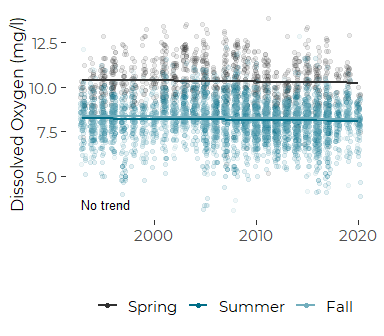 Dissolved Oxygen (mg/l)
12.5
10.0
7.5
5.0
No trend
2000
2010
2020
Spring
Summer
Fall